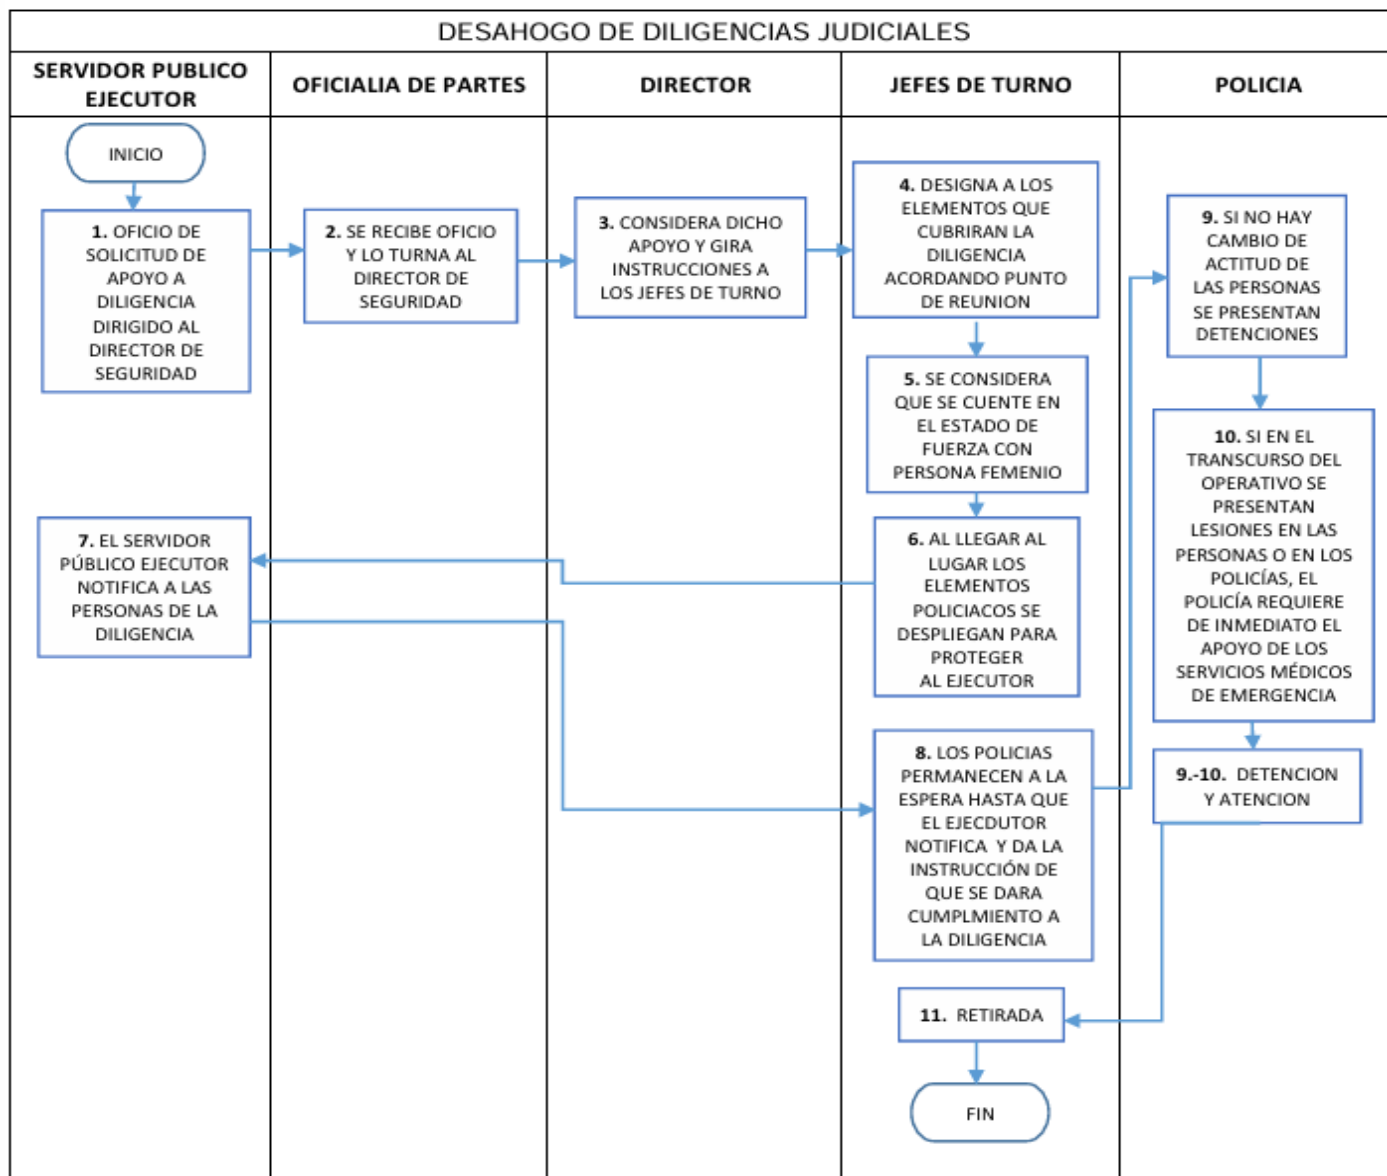 DESAHOGO DE DILIGENCIAS JUDICIALES
SERVIDOR PUBLICO
EJECUTOR
OFICIALIA DE PARTES
DIRECTOR
JEFES DE TURNO
POLICIA
INICIO
1. OFICIO DE
SOLICITUD DE
APOYO A
DILIGENCIA
DIRIGIDO AL
DIRECTOR DE
SEGURIDAD
2. SE RECIBE OFICIO
Y LO TURNA AL
DIRECTOR DE
SEGURIDAD
3. CONSIDERA DICHO
APOYO Y GIRA
INSTRUCCIONES A
LOS JEFES DE TURNO
4. DESIGNA A LOS
ELEMENTOS QUE
CUBRIRAN LA
DILIGENCIA
ACORDANDO PUNTO
DE REUNION
5. SE CONSIDERA
QUE SE CUENTE EN
EL ESTADO DE
FUERZA CON
PERSONA FEMENIO
6. AL LLEGAR AL
LUGAR LOS
ELEMENTOS
POLICIACOS SE
DESPLIEGAN PARA
PROTEGER
AL EJECUTOR
7. EL SERVIDOR
PÚBLICO EJECUTOR
NOTIFICA A LAS
PERSONAS DE LA
DILIGENCIA
8. LOS POLICIAS
PERMANECEN A LA
ESPERA HASTA QUE
EL EJECDUTOR
NOTIFICA Y DA LA
INSTRUCCIÓN DE
QUE SE DARA
CUMPLMIENTO A
LA DILIGENCIA
9. SI NO HAY
CAMBIO DE
ACTITUD DE
LAS PERSONAS
SE PRESENTAN
DETENCIONES
10. SI EN EL
TRANSCURSO DEL
OPERATIVO SE
PRESENTAN
LESIONES EN LAS
PERSONAS O EN LOS
POLICÍAS, EL
POLICÍA REQUIERE
DE INMEDIATO EL
APOYO DE LOS
SERVICIOS MÉDICOS
DE EMERGENCIA
9.-10. DETENCION
Y ATENCION
11. RETIRADA
FIN